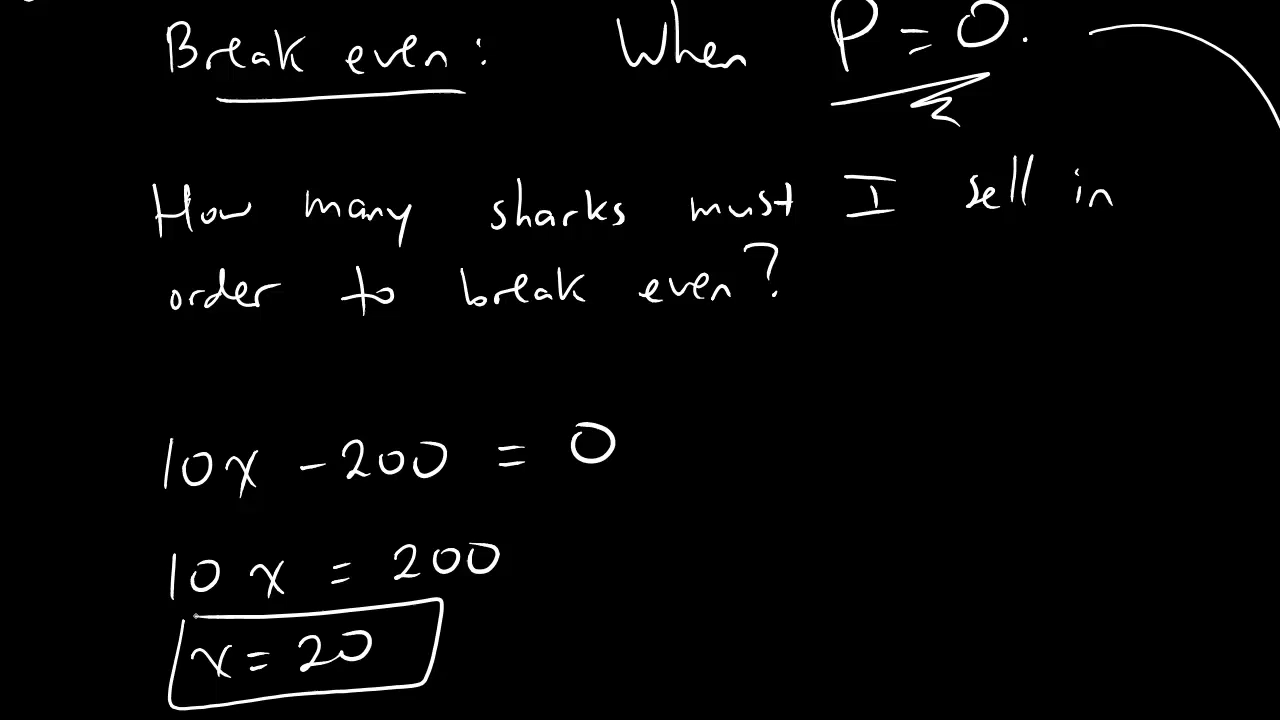 Break even: When P = 0.
How many sharks must I sell in
order to break even?
10x - 200 = 0
10x = 200
x = 20